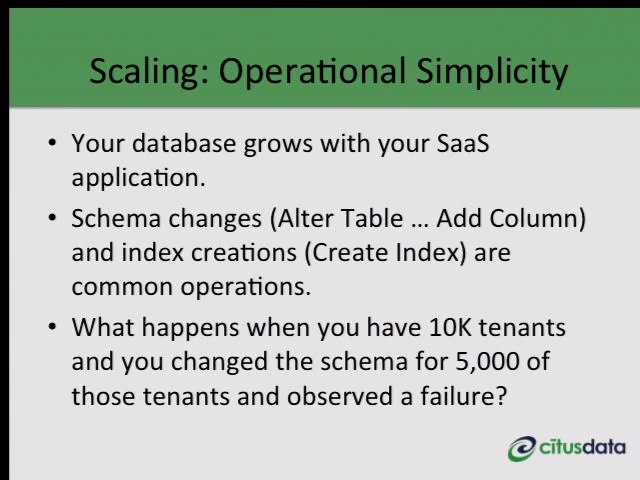 Scaling: Operational Simplicity
• Your database grows with your SaaS
application.
• Schema changes (Alter Table … Add Column)
and index creations (Create Index) are
common operations.
• What happens when you have 10K tenants
and you changed the schema for 5,000 of
those tenants and observed a failure?
citusdata